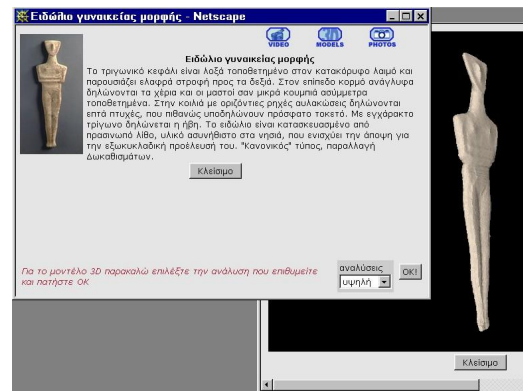 Ειδώλιο γυναικείας μορφής - Netscape
VIDEO MODELS PHOTOS
Ειδώλιο γυναικείας μορφής
Το τριγωνικό κεφάλι είναι λοξά τοποθετημένο στον κατακόρυφο λαιμό και
παρουσιάζει ελαφρά στροφή προς τα δεξιά. Στον επίπεδο κορμό ανάγλυφα
δηλώνονται τα χέρια και οι μαστοί σαν μικρά κουμπιά ασύμμετρα
τοποθετημένα. Στην κοιλιά με οριζόντιες ρηχές αυλακώσεις δηλώνονται
επτά πτυχές, που πιθανώς υποδηλώνουν πρόσφατο τοκετό. Με εγχάρακτο
τρίγωνο δηλώνεται η ήβη. Το ειδώλιο είναι κατασκευασμένο από
πρασινωπό λίθο, υλικό ασυνήθιστο στα νησιά, που ενισχύει την άποψη για
την εξωκυκλαδική προέλευσή του. "Κανονικός" τύπος, παραλλαγή
Δωκαθισμάτων.
Κλείσιμο
Για το μοντέλο 3D παρακαλώ επιλέξτε την ανάλυση που επιθυμείτε
και πατήστε OK
αναλύσεις
υψηλή
OK!
Κλείσιμο